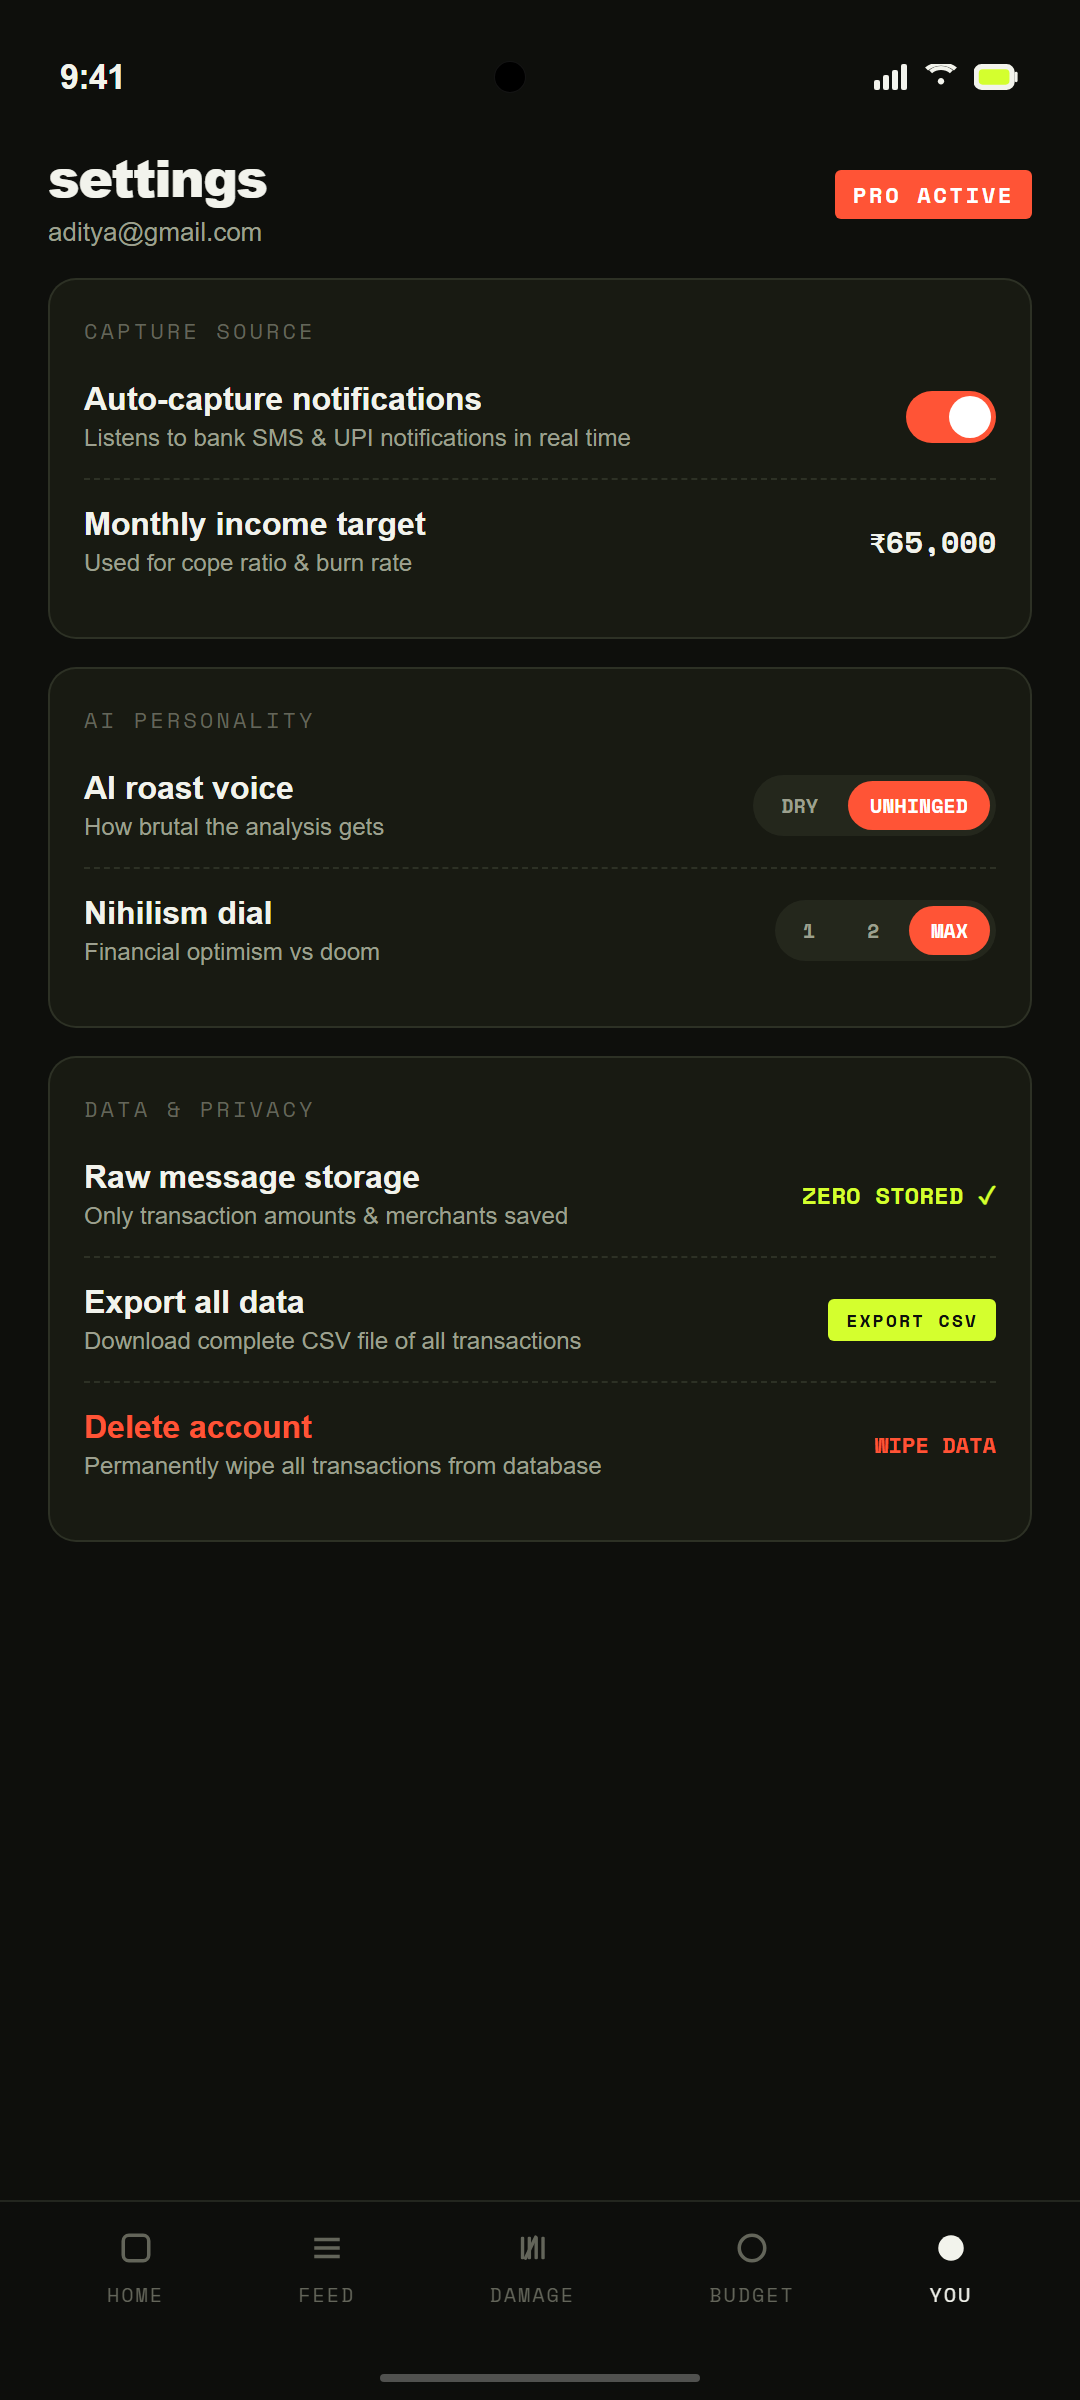 9:41
settings
PRO ACTIVE
aditya@gmail.com
CAPTURE SOURCE
Auto-capture notifications
Listens to bank SMS & UPI notifications in real time
Monthly income target
₹65,000
Used for cope ratio & burn rate
AI PERSONALITY
AI roast voice
DRY UNHINGED
How brutal the analysis gets
Nihilism dial
1 2 MAX
Financial optimism vs doom
DATA & PRIVACY
Raw message storage
ZERO STORED ✓
Only transaction amounts & merchants saved
Export all data
EXPORT CSV
Download complete CSV file of all transactions
Delete account
WIPE DATA
Permanently wipe all transactions from database
HOME FEED DAMAGE BUDGET YOU